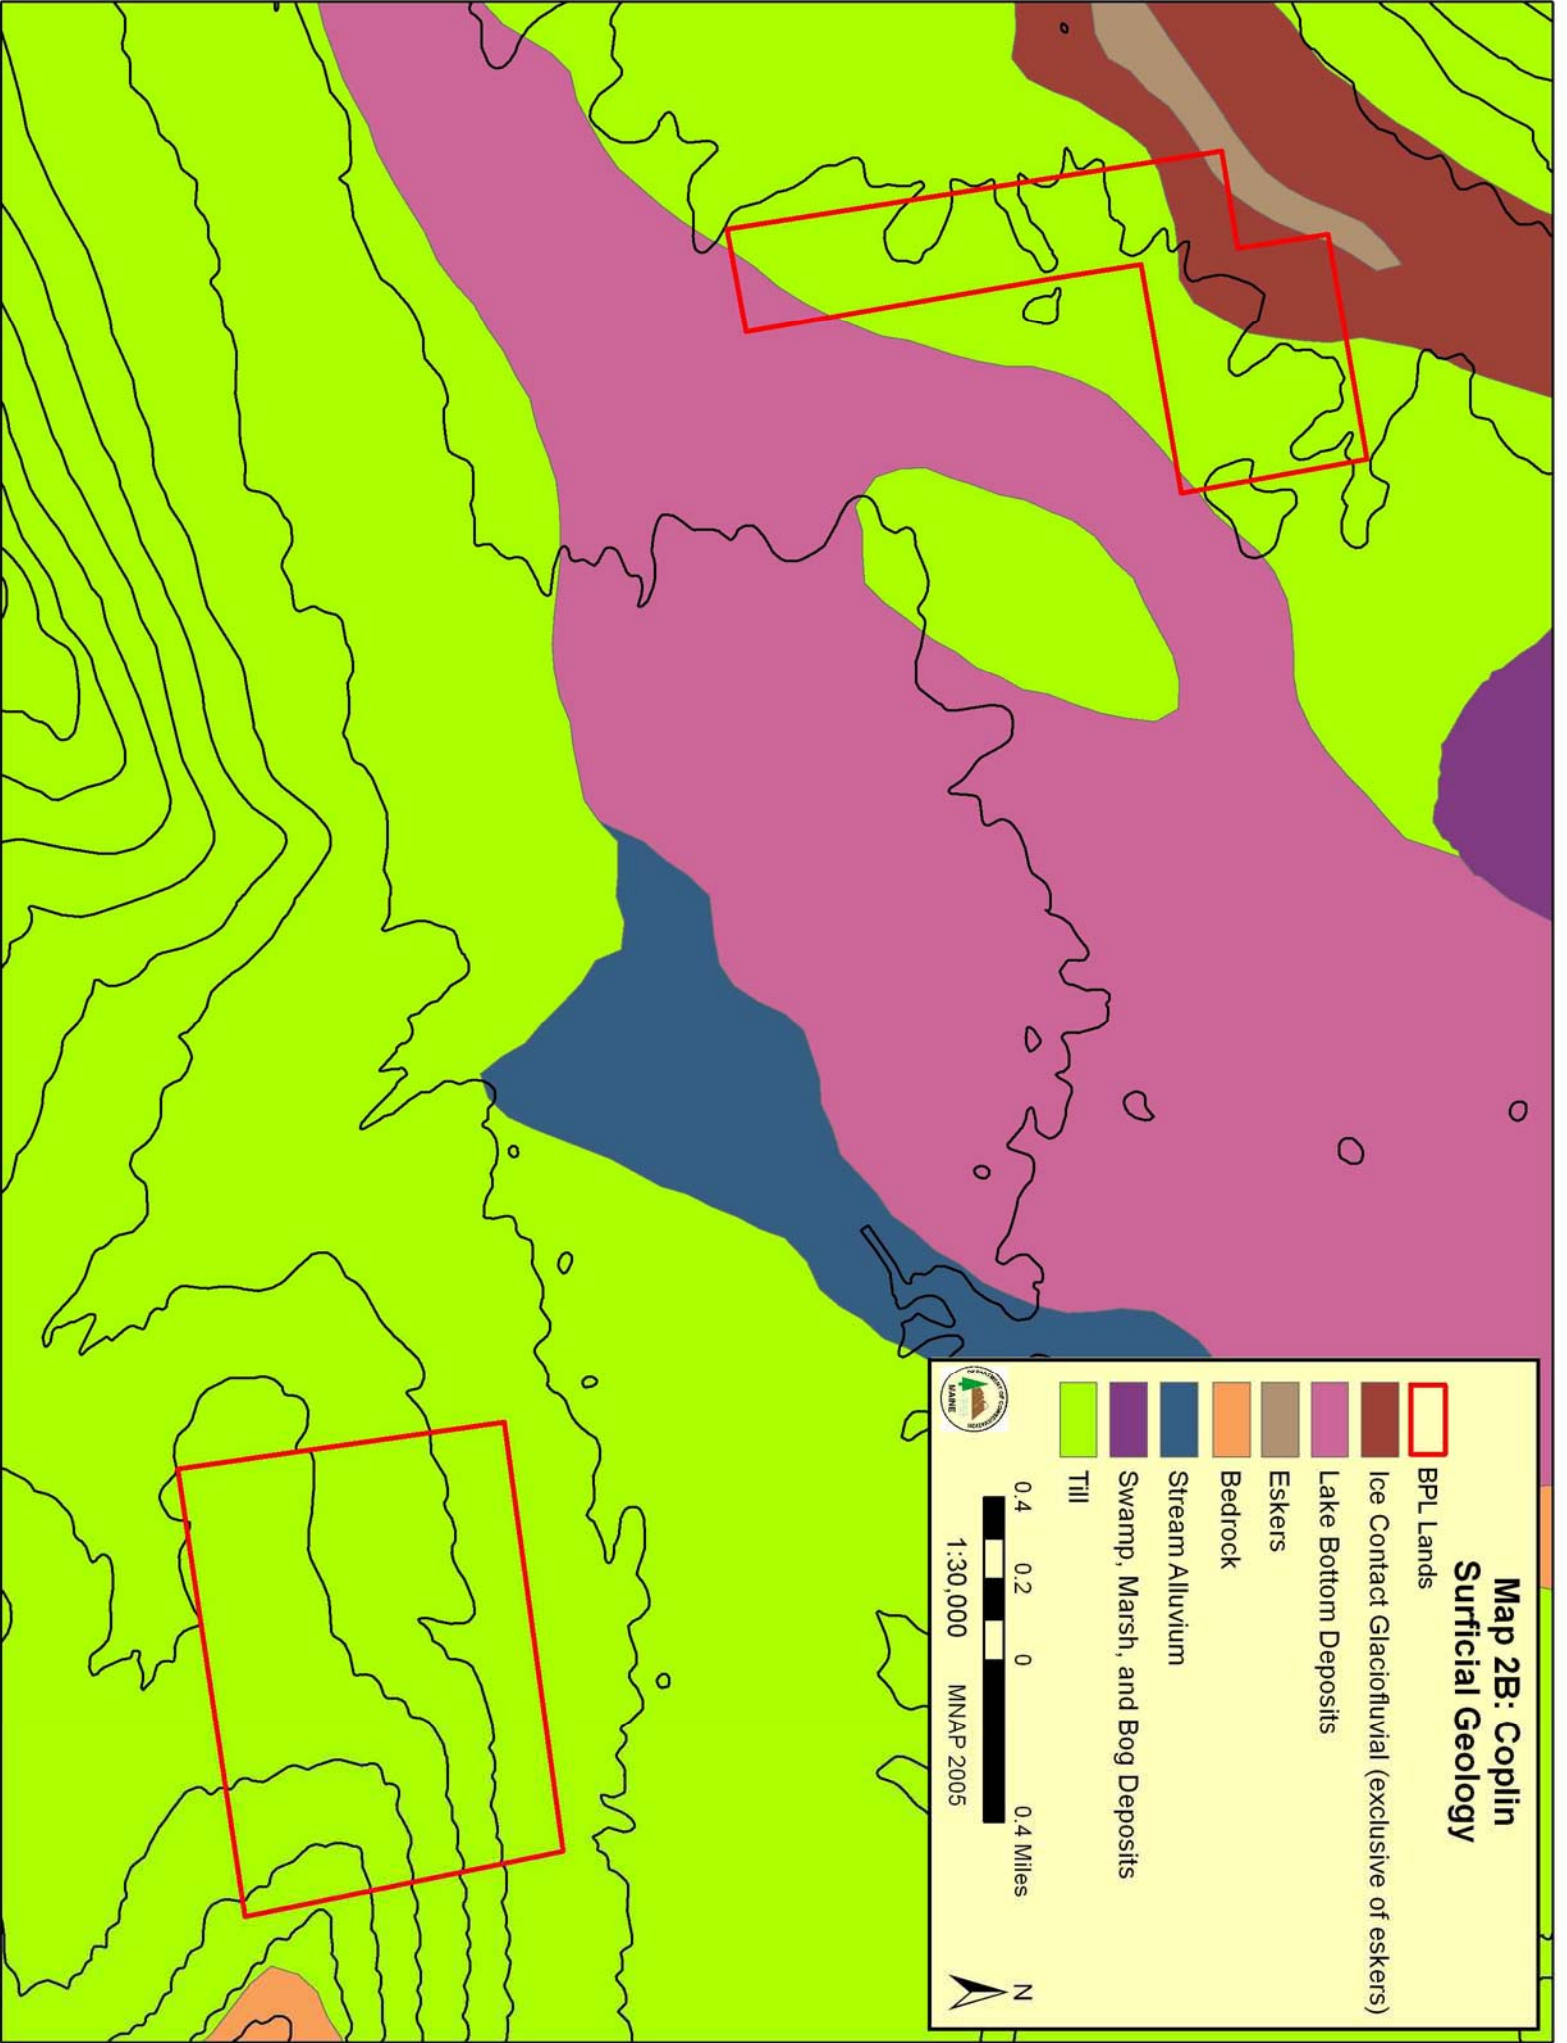 Map 2B: Coplin
Surficial Geology
BPL Lands
Ice Contact Glaciofluvial (exclusive of eskers)
Lake Bottom Deposits
Eskers
Bedrock
Stream Alluvium
Swamp, Marsh, and Bog Deposits
Till
0.4 0.2 0 0.4 Miles
1:30,000 MNAP 2005
N
MAINE